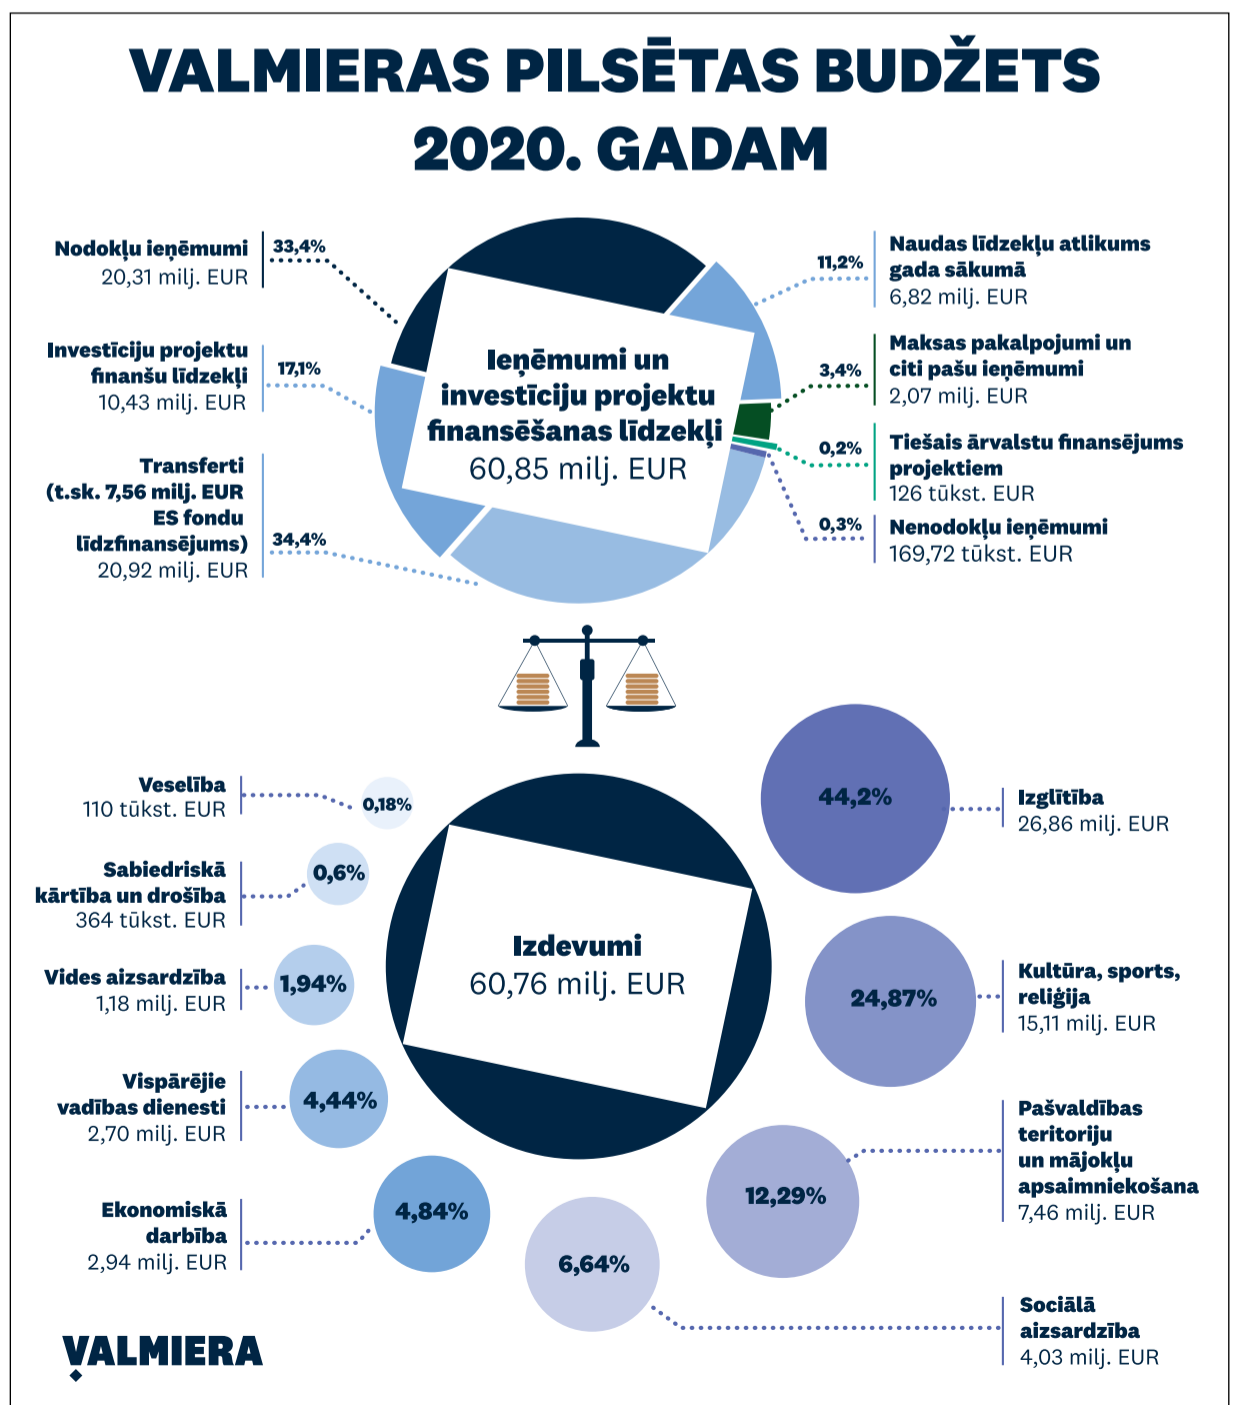 VALMIERAS PILSĒTAS BUDŽETS
2020. GADAM
Nodokļu ieņēmumi
20,31 milj. EUR
33,4%
Investīciju projektu
finanšu līdzekļi
10,43 milj. EUR
17,1%
Transferti
(t.sk. 7,56 milj. EUR
ES fondu
līdzfinansējums)
20,92 milj. EUR
34,4%
Ieņēmumi un
investīciju projektu
finansēšanas līdzekļi
60,85 milj. EUR
11,2%
Naudas līdzekļu atlikums
gada sākumā
6,82 milj. EUR
3,4%
Maksas pakalpojumi un
citi pašu ieņēmumi
2,07 milj. EUR
0,2%
Tiešais ārvalstu finansējums
projektiem
126 tūkst. EUR
0,3%
Nenodokļu ieņēmumi
169,72 tūkst. EUR
Veselība
110 tūkst. EUR
0,18%
Sabiedriskā
kārtība un drošība
364 tūkst. EUR
0,6%
Vides aizsardzība
1,18 milj. EUR
1,94%
Vispārējie
vadības dienesti
2,70 milj. EUR
4,44%
Ekonomiskā
darbība
2,94 milj. EUR
4,84%
Izdevumi
60,76 milj. EUR
44,2%
Izglītība
26,86 milj. EUR
24,87%
Kultūra, sports,
reliģija
15,11 milj. EUR
12,29%
Pašvaldības
teritoriju
un mājokļu
apsaimniekošana
7,46 milj. EUR
6,64%
Sociālā
aizsardzība
4,03 milj. EUR
VALMIERA